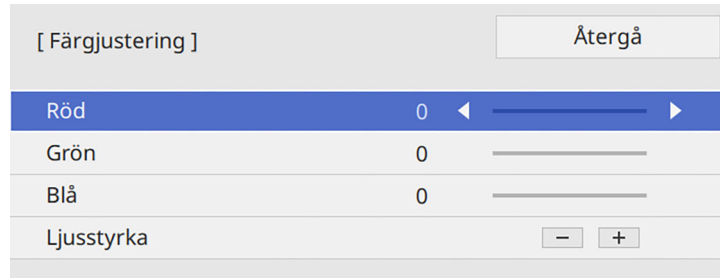 [ Färgjustering ]
Återgå
Röd 0
Grön 0
Blå 0
Ljusstyrka − +